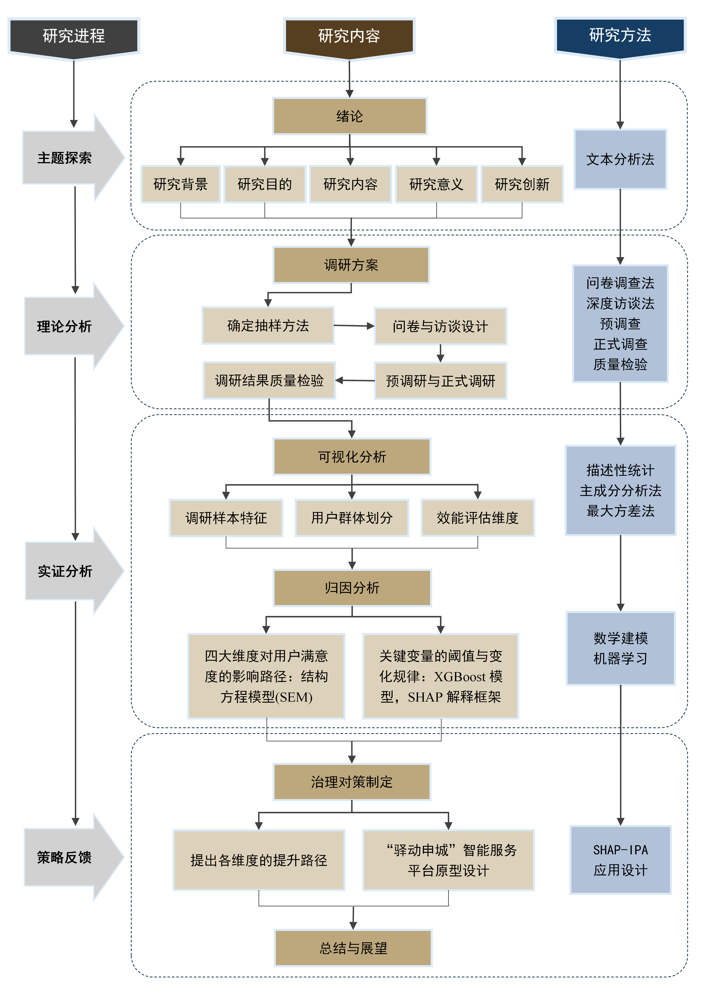 研究进程
研究内容
研究方法
绪论
主题探索
文本分析法
研究背景
研究目的
研究内容
研究意义
研究创新
调研方案
理论分析
确定抽样方法
问卷与访谈设计
调研结果质量检验
预调研与正式调研
问卷调查法
深度访谈法
预调查
正式调查
质量检验
可视化分析
调研样本特征
用户群体划分
效能评估维度
描述性统计
主成分分析法
最大方差法
实证分析
归因分析
四大维度对用户满意
度的影响路径：结构
方程模型(SEM)
关键变量的阈值与变
化规律：XGBoost 模
型，SHAP 解释框架
数学建模
机器学习
治理对策制定
策略反馈
提出各维度的提升路径
“驿动申城”智能服务
平台原型设计
SHAP-IPA
应用设计
总结与展望